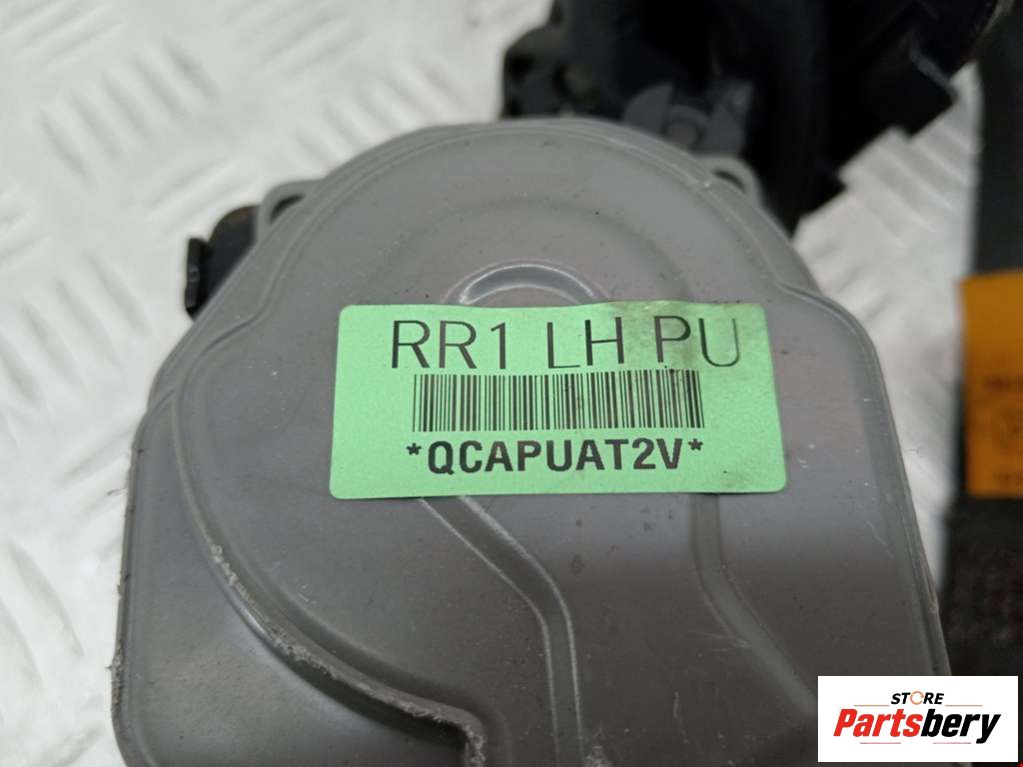 RR1 LH PU
*QCAPUAT2V*
STORE
Partsbery